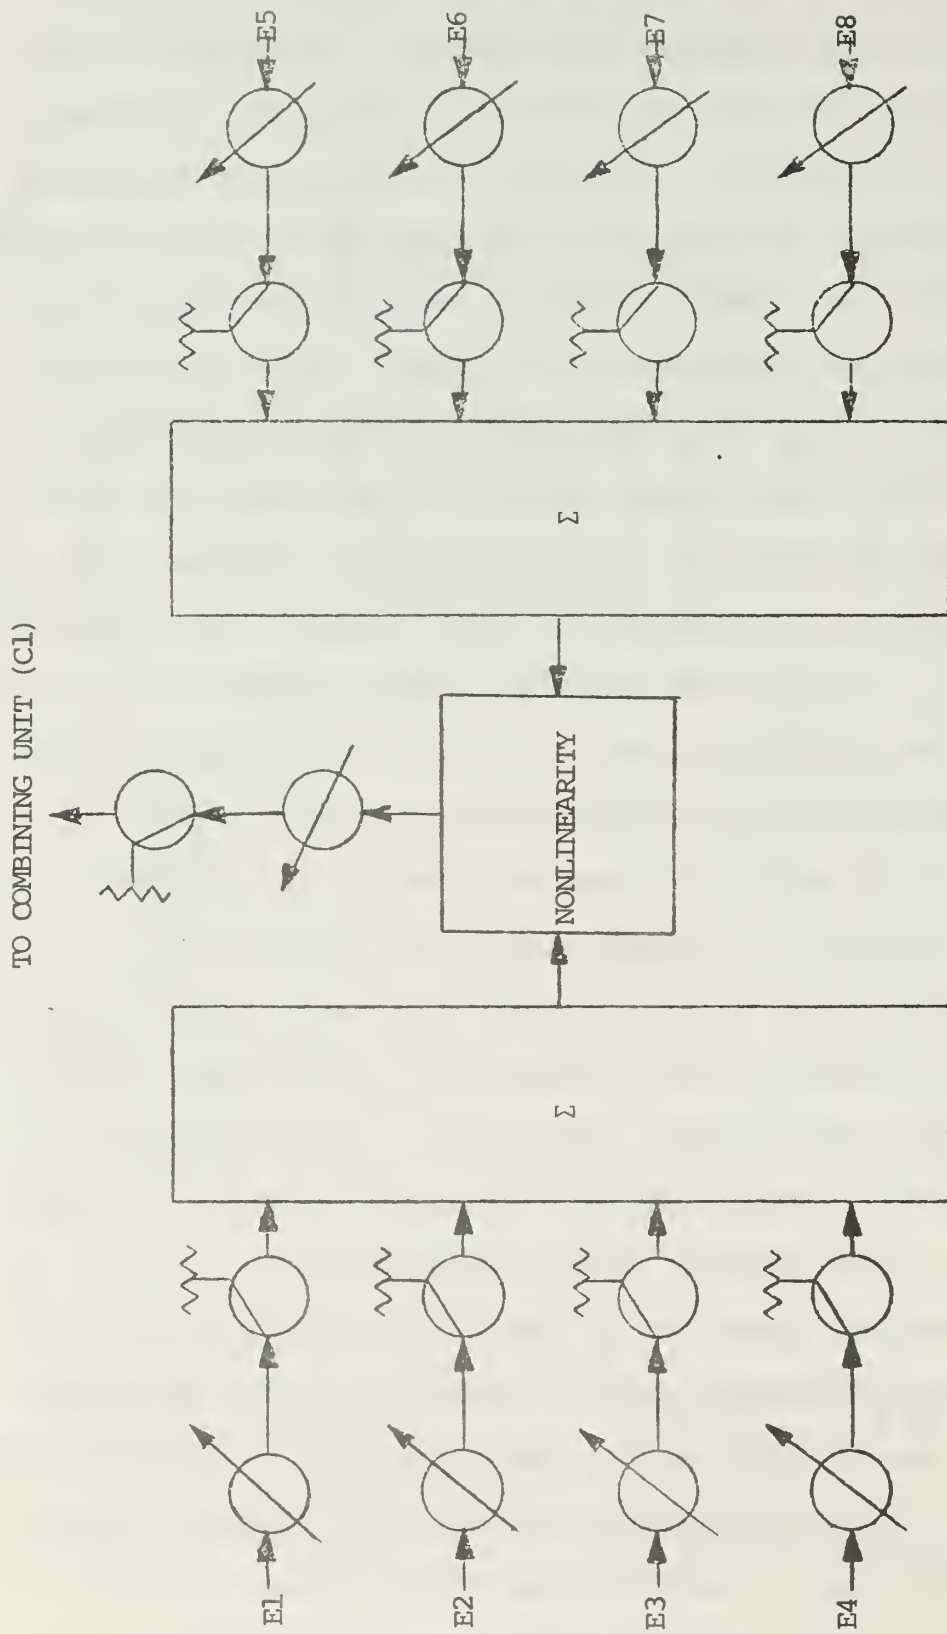 TO COMBINING UNIT (C1)
E1
E2
E3
E4
Σ
NONLINEARITY
Σ
E5
E6
E7
E8